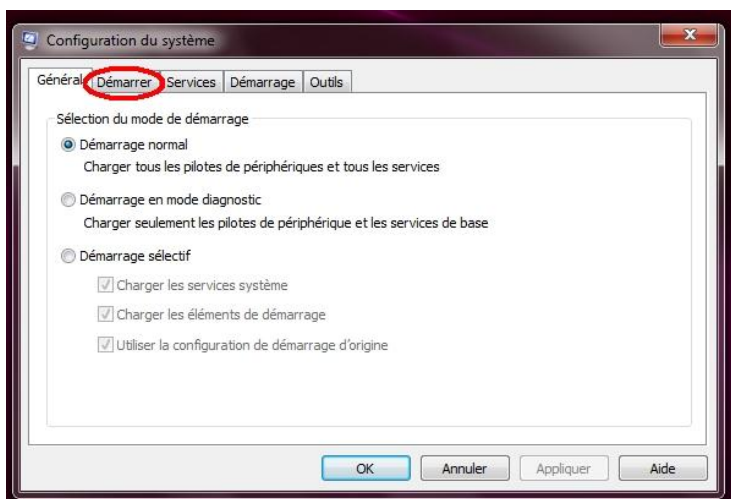 Configuration du système
Général Démarrer Services Démarrage Outils
Sélection du mode de démarrage
Démarrage normal
Charger tous les pilotes de périphériques et tous les services
Démarrage en mode diagnostic
Charger seulement les pilotes de périphérique et les services de base
Démarrage sélectif
Charger les services système
Charger les éléments de démarrage
Utiliser la configuration de démarrage d'origine
OK Annuler Appliquer Aide